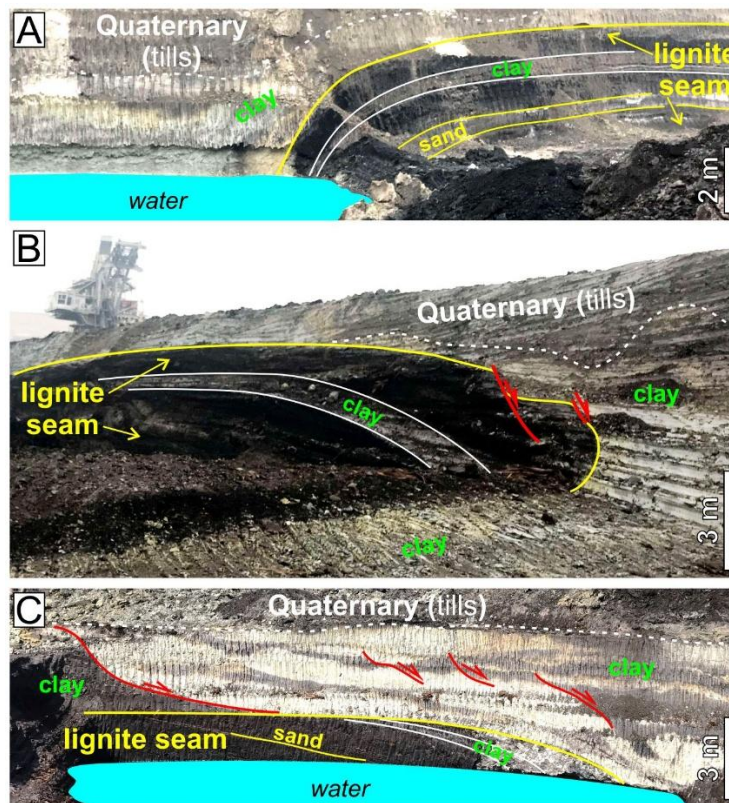 A
Quaternary
(tills)
clay
clay
lignite
seam
sand
water
2 m
B
Quaternary (tills)
lignite
seam
clay
clay
clay
3 m
C
Quaternary (tills)
clay
clay
lignite seam
sand
clay
water
3 m